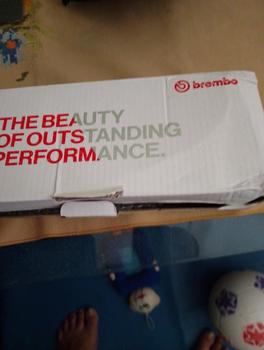 brembo
THE BEAUTY
OF OUTSTANDING
PERFORMANCE.